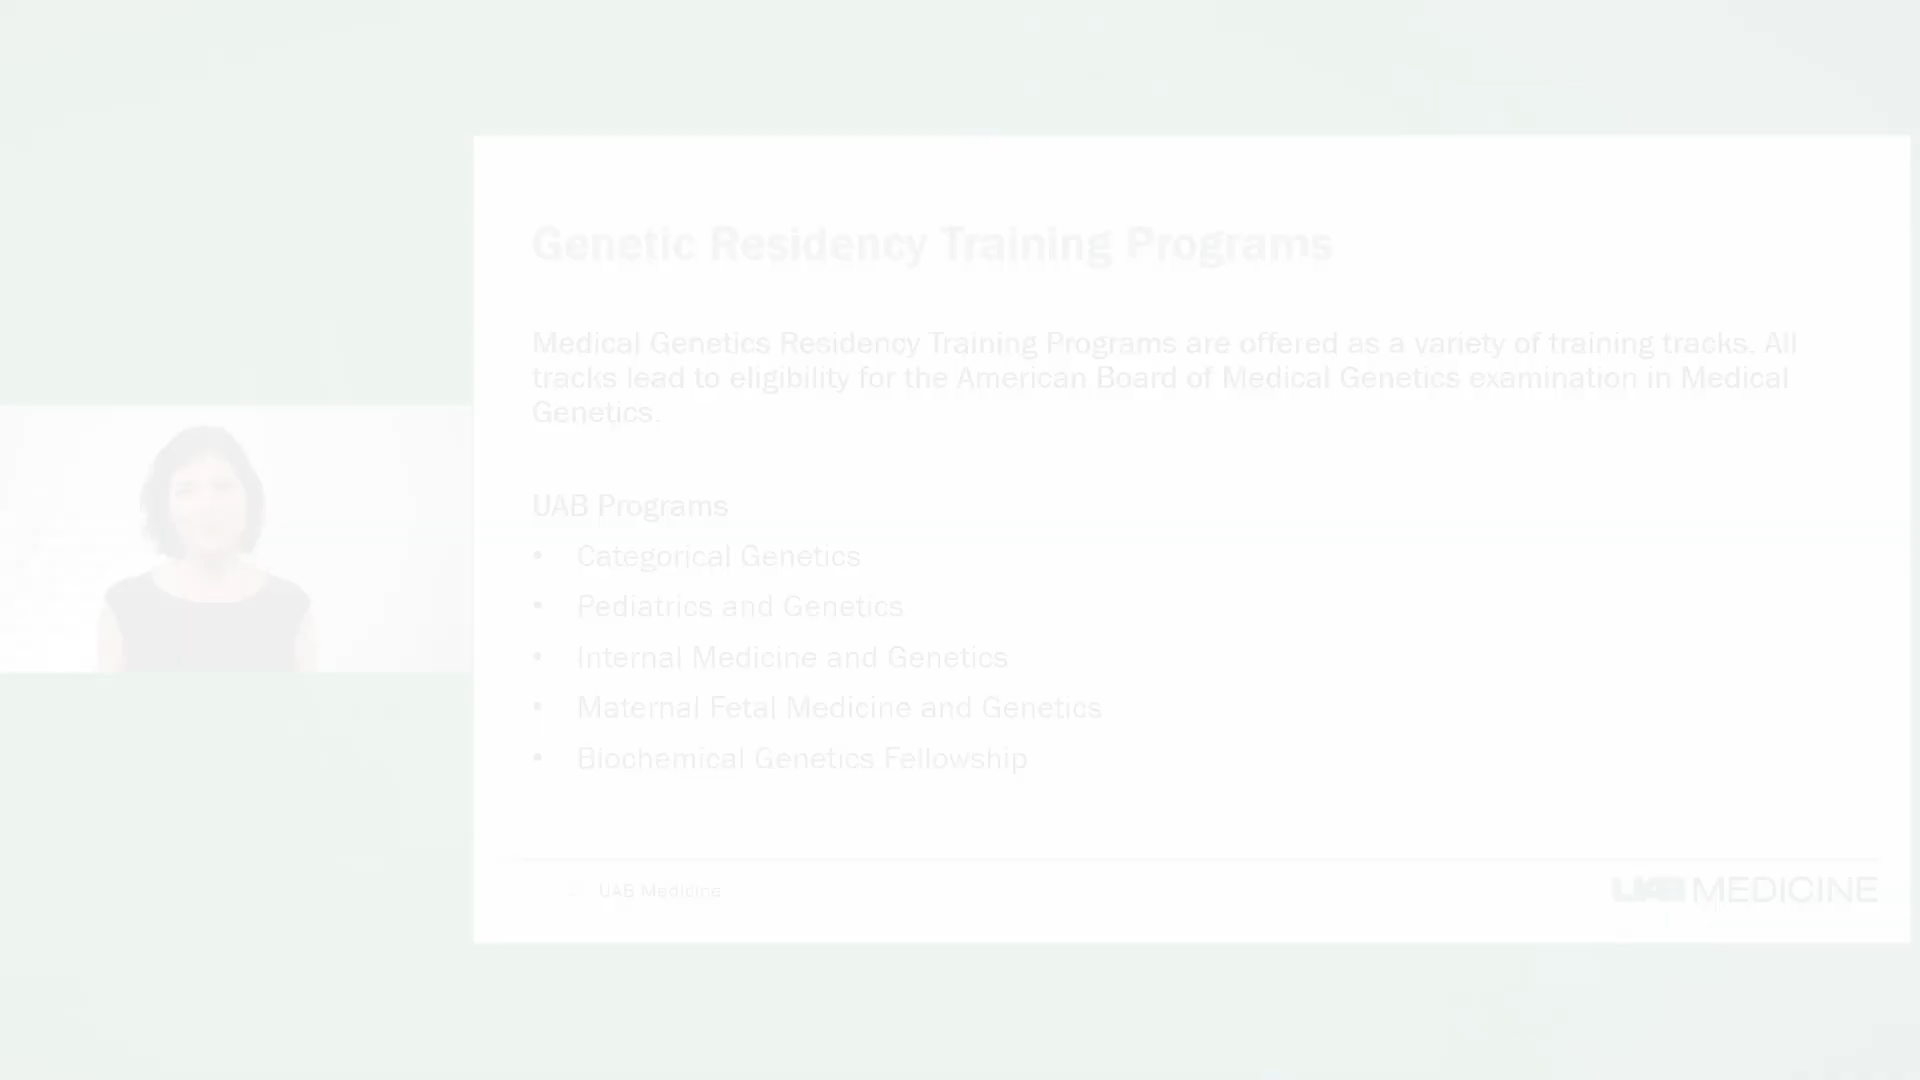 Genetic Residency Training Programs
Medical Genetics Residency Training Programs are offered as a variety of training tracks. All
tracks lead to eligibility for the American Board of Medical Genetics examination in Medical
Genetics.
UAB Programs
• Categorical Genetics
• Pediatrics and Genetics
• Internal Medicine and Genetics
• Maternal Fetal Medicine and Genetics
• Biochemical Genetics Fellowship
UAB Medicine
UAB MEDICINE